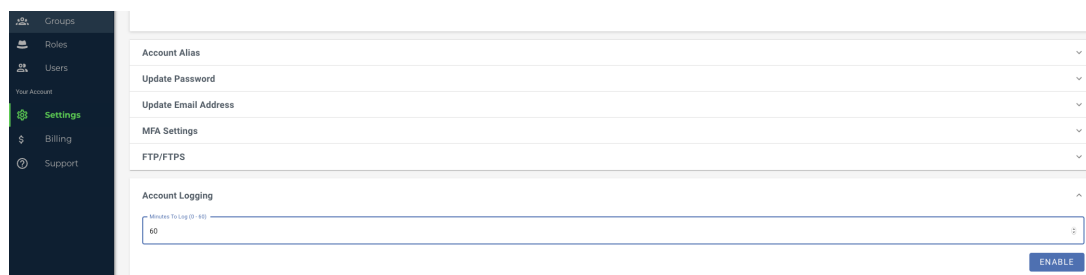 Groups
Roles
Users
Your Account
Settings
$ Billing
Support
Account Alias
Update Password
Update Email Address
MFA Settings
FTP/FTPS
Account Logging
Minutes To Log (0 - 60)
60
ENABLE